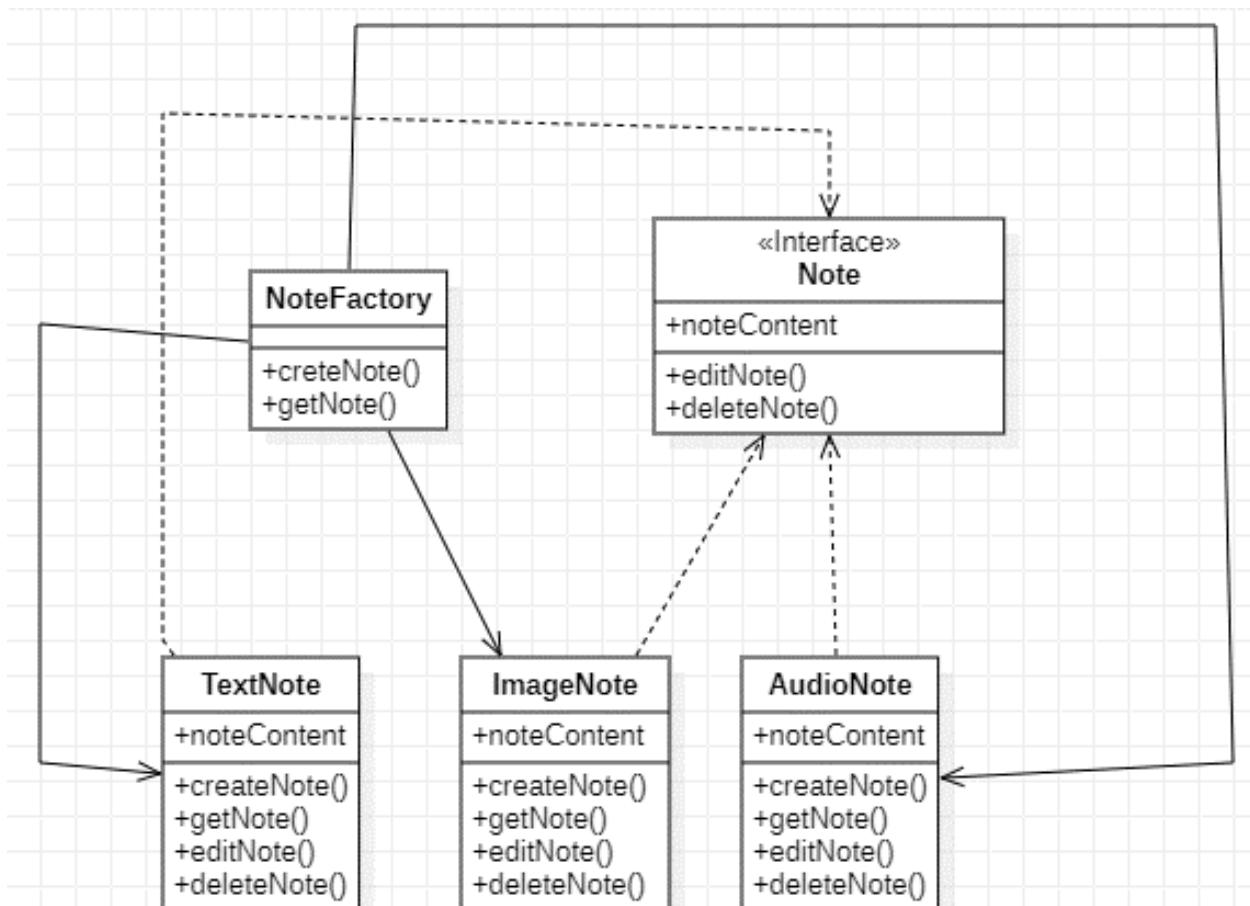 «Interface»
Note
+noteContent
+editNote()
+deleteNote()
NoteFactory
+creteNote()
+getNote()
TextNote
+noteContent
+createNote()
+getNote()
+editNote()
+deleteNote()
ImageNote
+noteContent
+createNote()
+getNote()
+editNote()
+deleteNote()
AudioNote
+noteContent
+createNote()
+getNote()
+editNote()
+deleteNote()